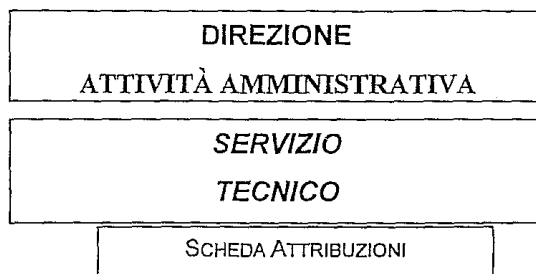 DIREZIONE
ATTIVITÀ AMMINISTRATIVA
SERVIZIO
TECNICO
SCHEDA ATTRIBUZIONI